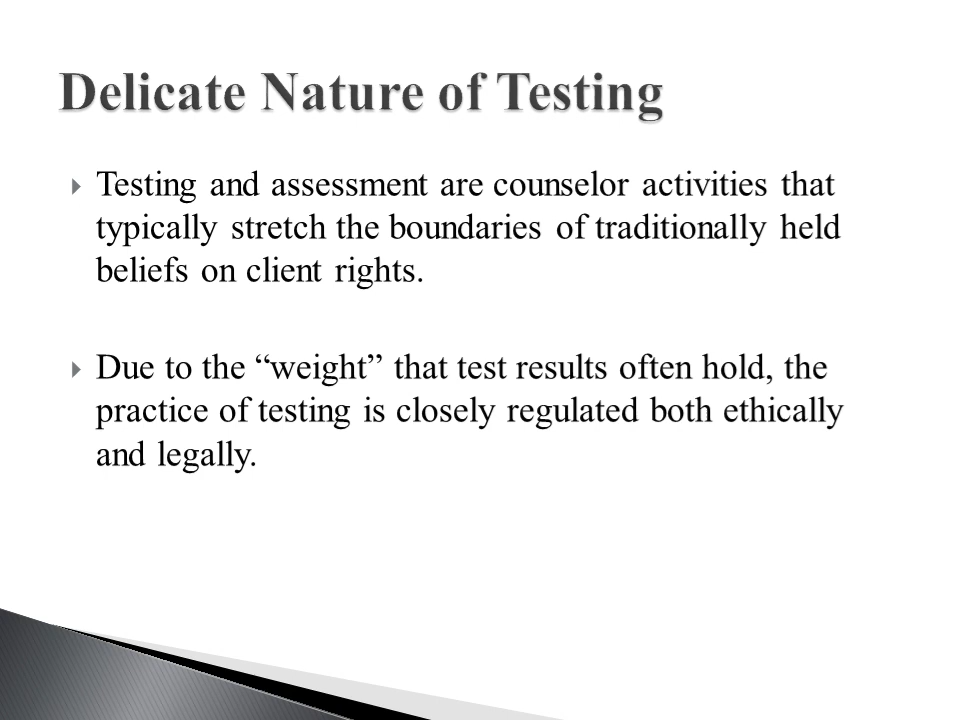 Delicate Nature of Testing
Testing and assessment are counselor activities that
typically stretch the boundaries of traditionally held
beliefs on client rights.
Due to the “weight” that test results often hold, the
practice of testing is closely regulated both ethically
and legally.